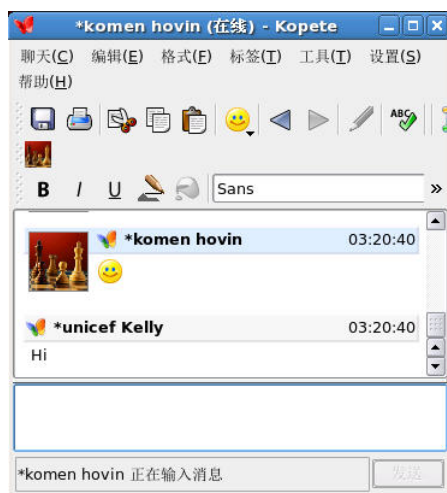 *komen hovin (在线) - Kopete
聊天(C) 编辑(E) 格式(F) 标签(T) 工具(T) 设置(S)
帮助(H)
ABC
B I U Sans »
*komen hovin 03:20:40
*unicef Kelly 03:20:40
Hi
*komen hovin 正在输入消息 发送